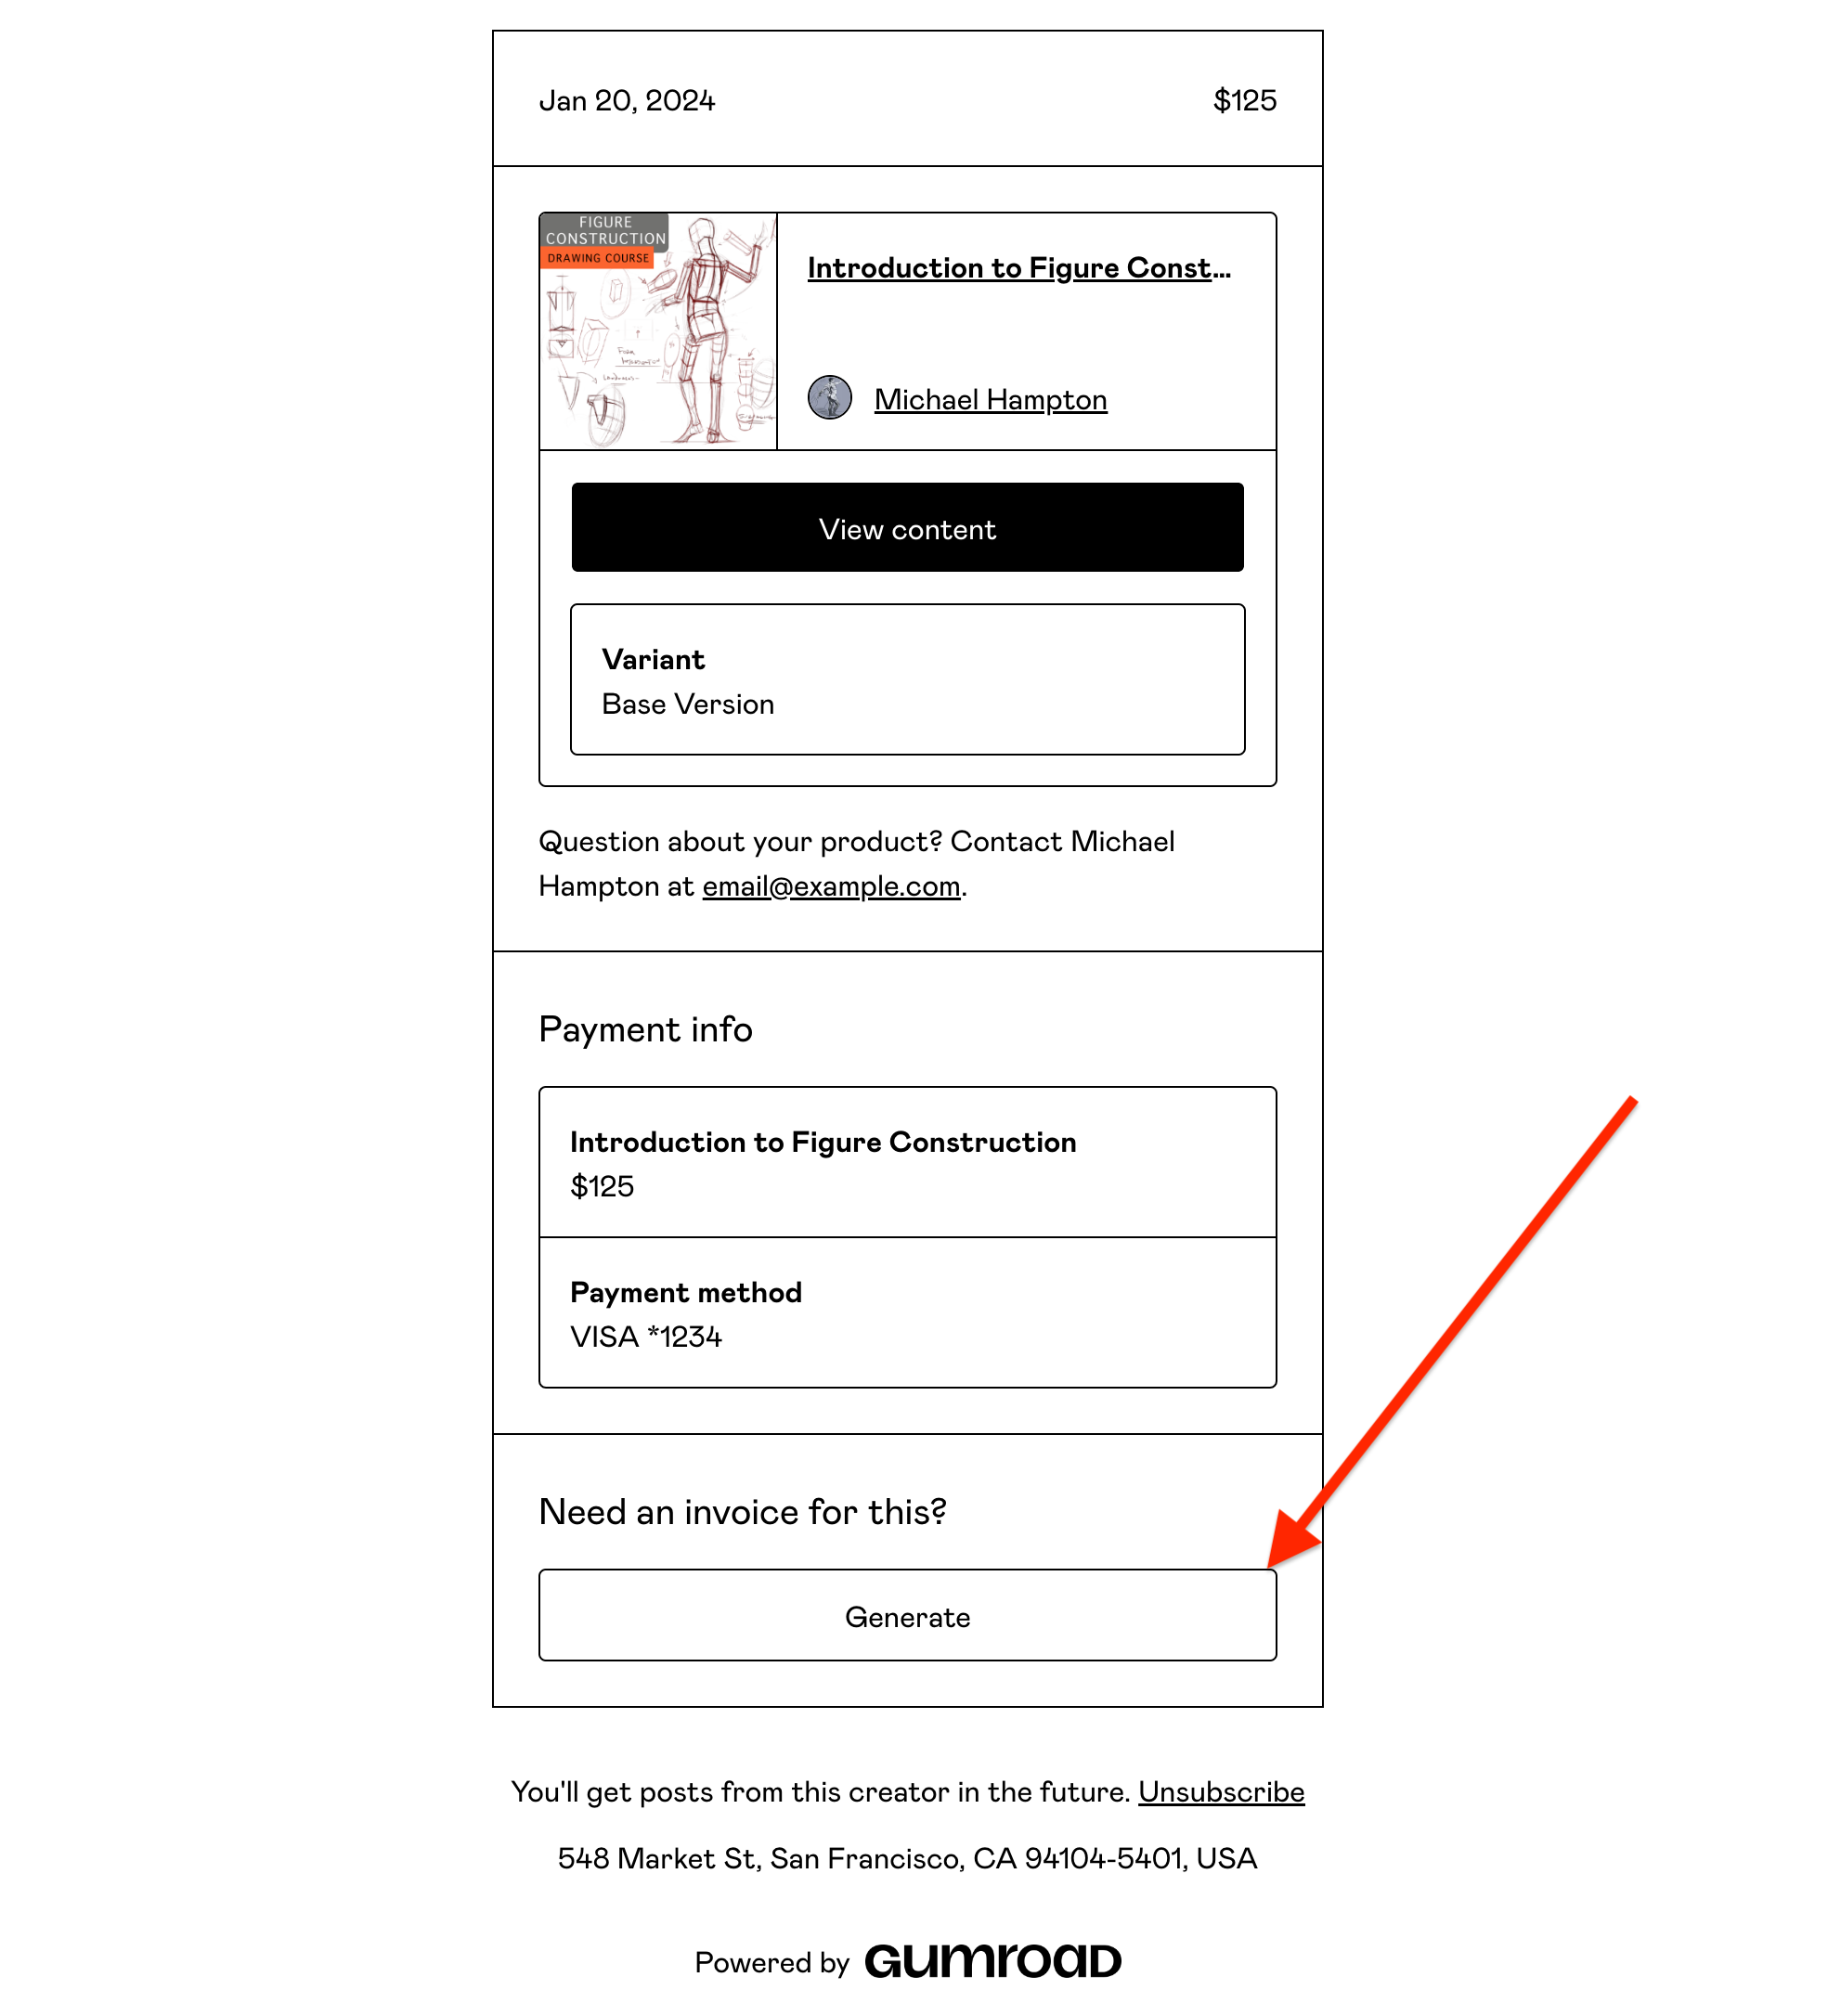 Jan 20, 2024 $125
FIGURE
CONSTRUCTION
DRAWING COURSE
Introduction to Figure Const...
Michael Hampton
View content
Variant
Base Version
Question about your product? Contact Michael
Hampton at email@example.com.
Payment info
Introduction to Figure Construction
$125
Payment method
VISA *1234
Need an invoice for this?
Generate
You'll get posts from this creator in the future. Unsubscribe
548 Market St, San Francisco, CA 94104-5401, USA
Powered by GUMROAD